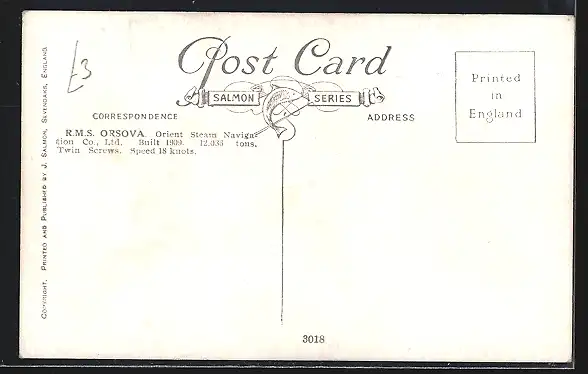 £3
Post Card
SALMON SERIES
CORRESPONDENCE
ADDRESS
Printed
in
England
R.M.S. ORSOVA. Orient Steam Naviga-
tion Co., Ltd. Built 1909. 12,036 tons.
Twin Screws. Speed 18 knots.
COPYRIGHT. PRINTED AND PUBLISHED BY J. SALMON, SEVENOAKS, ENGLAND.
3018